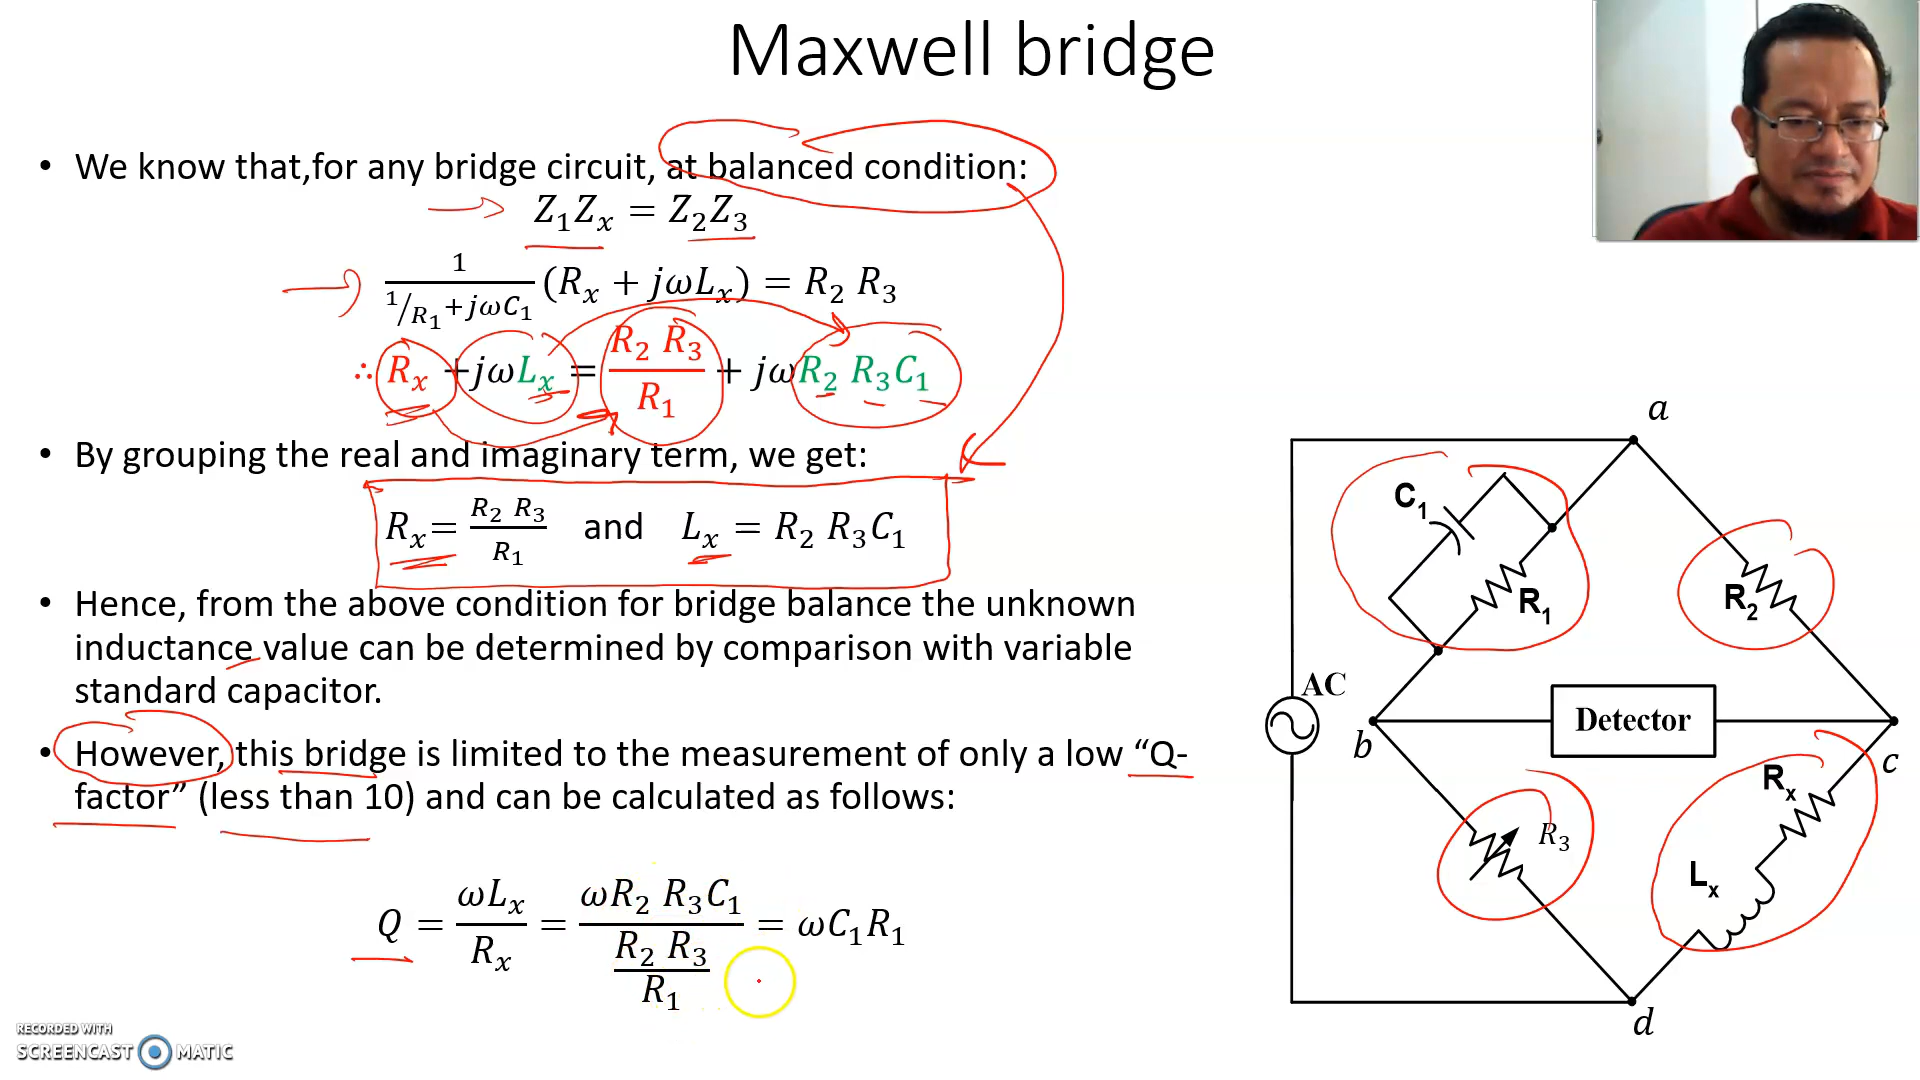 Maxwell bridge
• We know that,for any bridge circuit, at balanced condition:
Z₁Zₓ = Z₂Z₃
1/(1/R₁+jωC₁) (Rₓ + jωLₓ) = R₂ R₃
∴ Rₓ +jωLₓ = R₂ R₃/R₁ + jωR₂ R₃C₁
• By grouping the real and imaginary term, we get:
Rₓ= R₂ R₃/R₁ and Lₓ = R₂ R₃C₁
• Hence, from the above condition for bridge balance the unknown
inductance value can be determined by comparison with variable
standard capacitor.
• However, this bridge is limited to the measurement of only a low “Q-
factor” (less than 10) and can be calculated as follows:
Q = ωLₓ/Rₓ = ωR₂ R₃C₁/(R₂ R₃/R₁) = ωC₁R₁
a
C₁
R₁
R₂
AC
Detector
b
c
Rₓ
R₃
Lₓ
d
RECORDED WITH
SCREENCAST MATIC